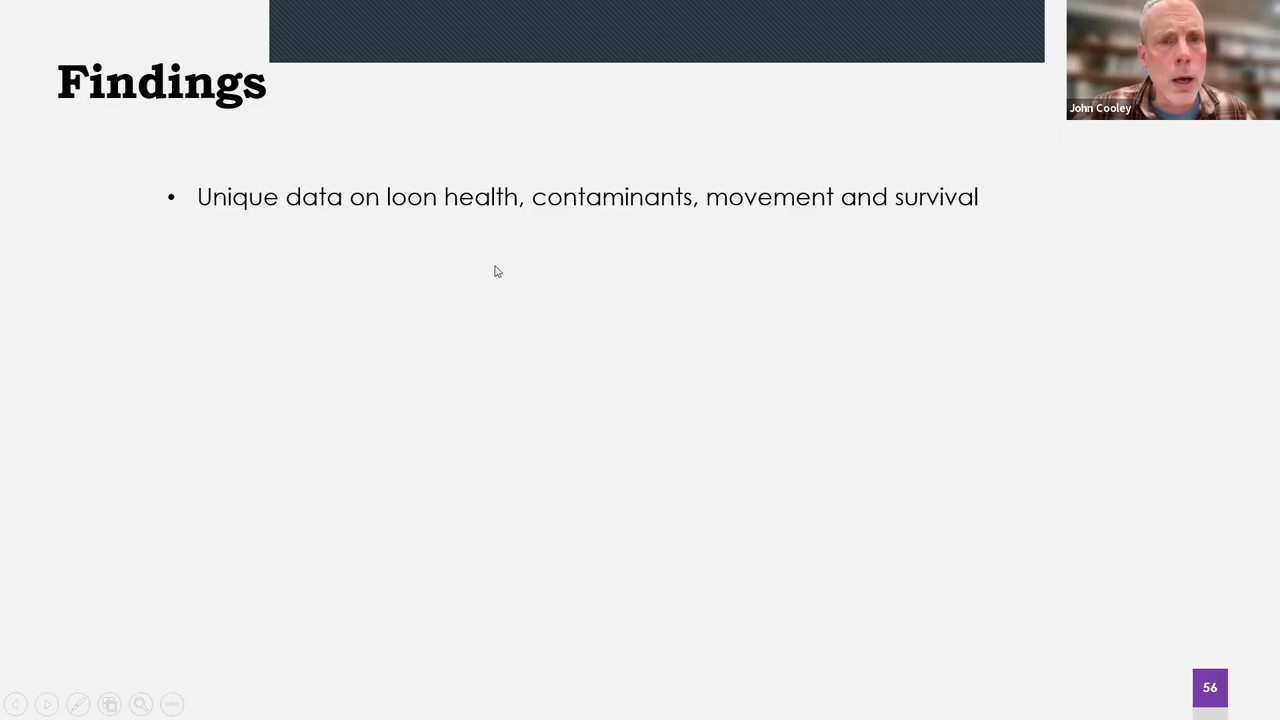 Findings
John Cooley
• Unique data on loon health, contaminants, movement and survival
56